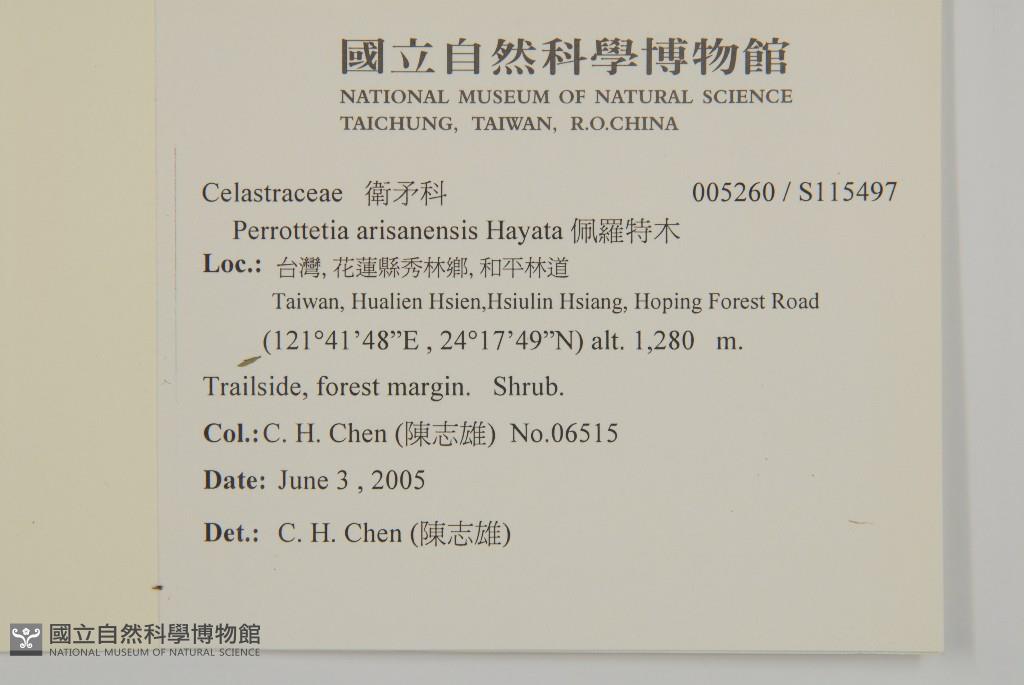 國立自然科學博物館
NATIONAL MUSEUM OF NATURAL SCIENCE
TAICHUNG, TAIWAN, R.O.CHINA
Celastraceae 衛矛科 005260 / S115497
Perrottetia arisanensis Hayata 佩羅特木
Loc.: 台灣, 花蓮縣秀林鄉, 和平林道
Taiwan, Hualien Hsien,Hsiulin Hsiang, Hoping Forest Road
(121°41’48”E , 24°17’49”N) alt. 1,280 m.
Trailside, forest margin. Shrub.
Col.: C. H. Chen (陳志雄) No.06515
Date: June 3 , 2005
Det.: C. H. Chen (陳志雄)
國立自然科學博物館
NATIONAL MUSEUM OF NATURAL SCIENCE